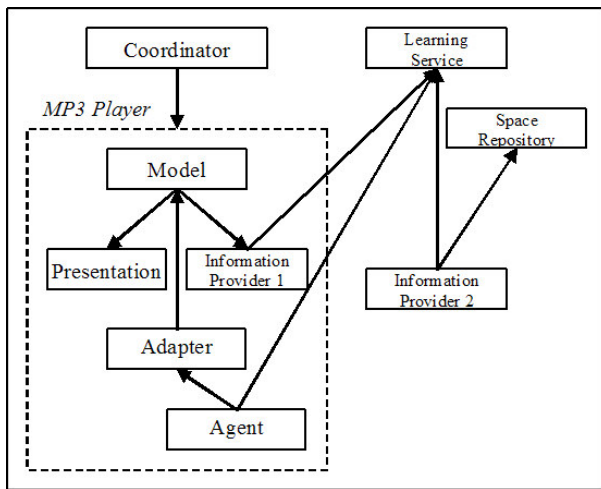 Coordinator
Learning
Service
MP3 Player
Space
Repository
Model
Presentation
Information
Provider 1
Information
Provider 2
Adapter
Agent